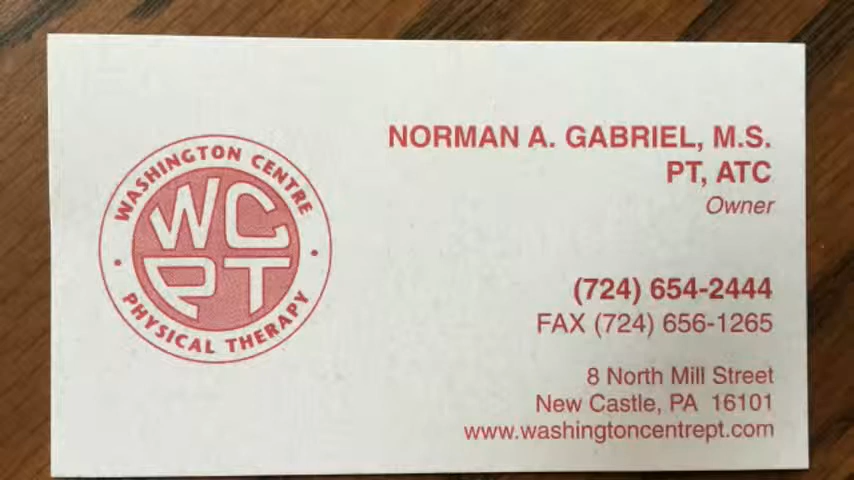 WASHINGTON CENTRE
WC
PT
PHYSICAL THERAPY
NORMAN A. GABRIEL, M.S.
PT, ATC
Owner
(724) 654-2444
FAX (724) 656-1265
8 North Mill Street
New Castle, PA 16101
www.washingtoncentrept.com